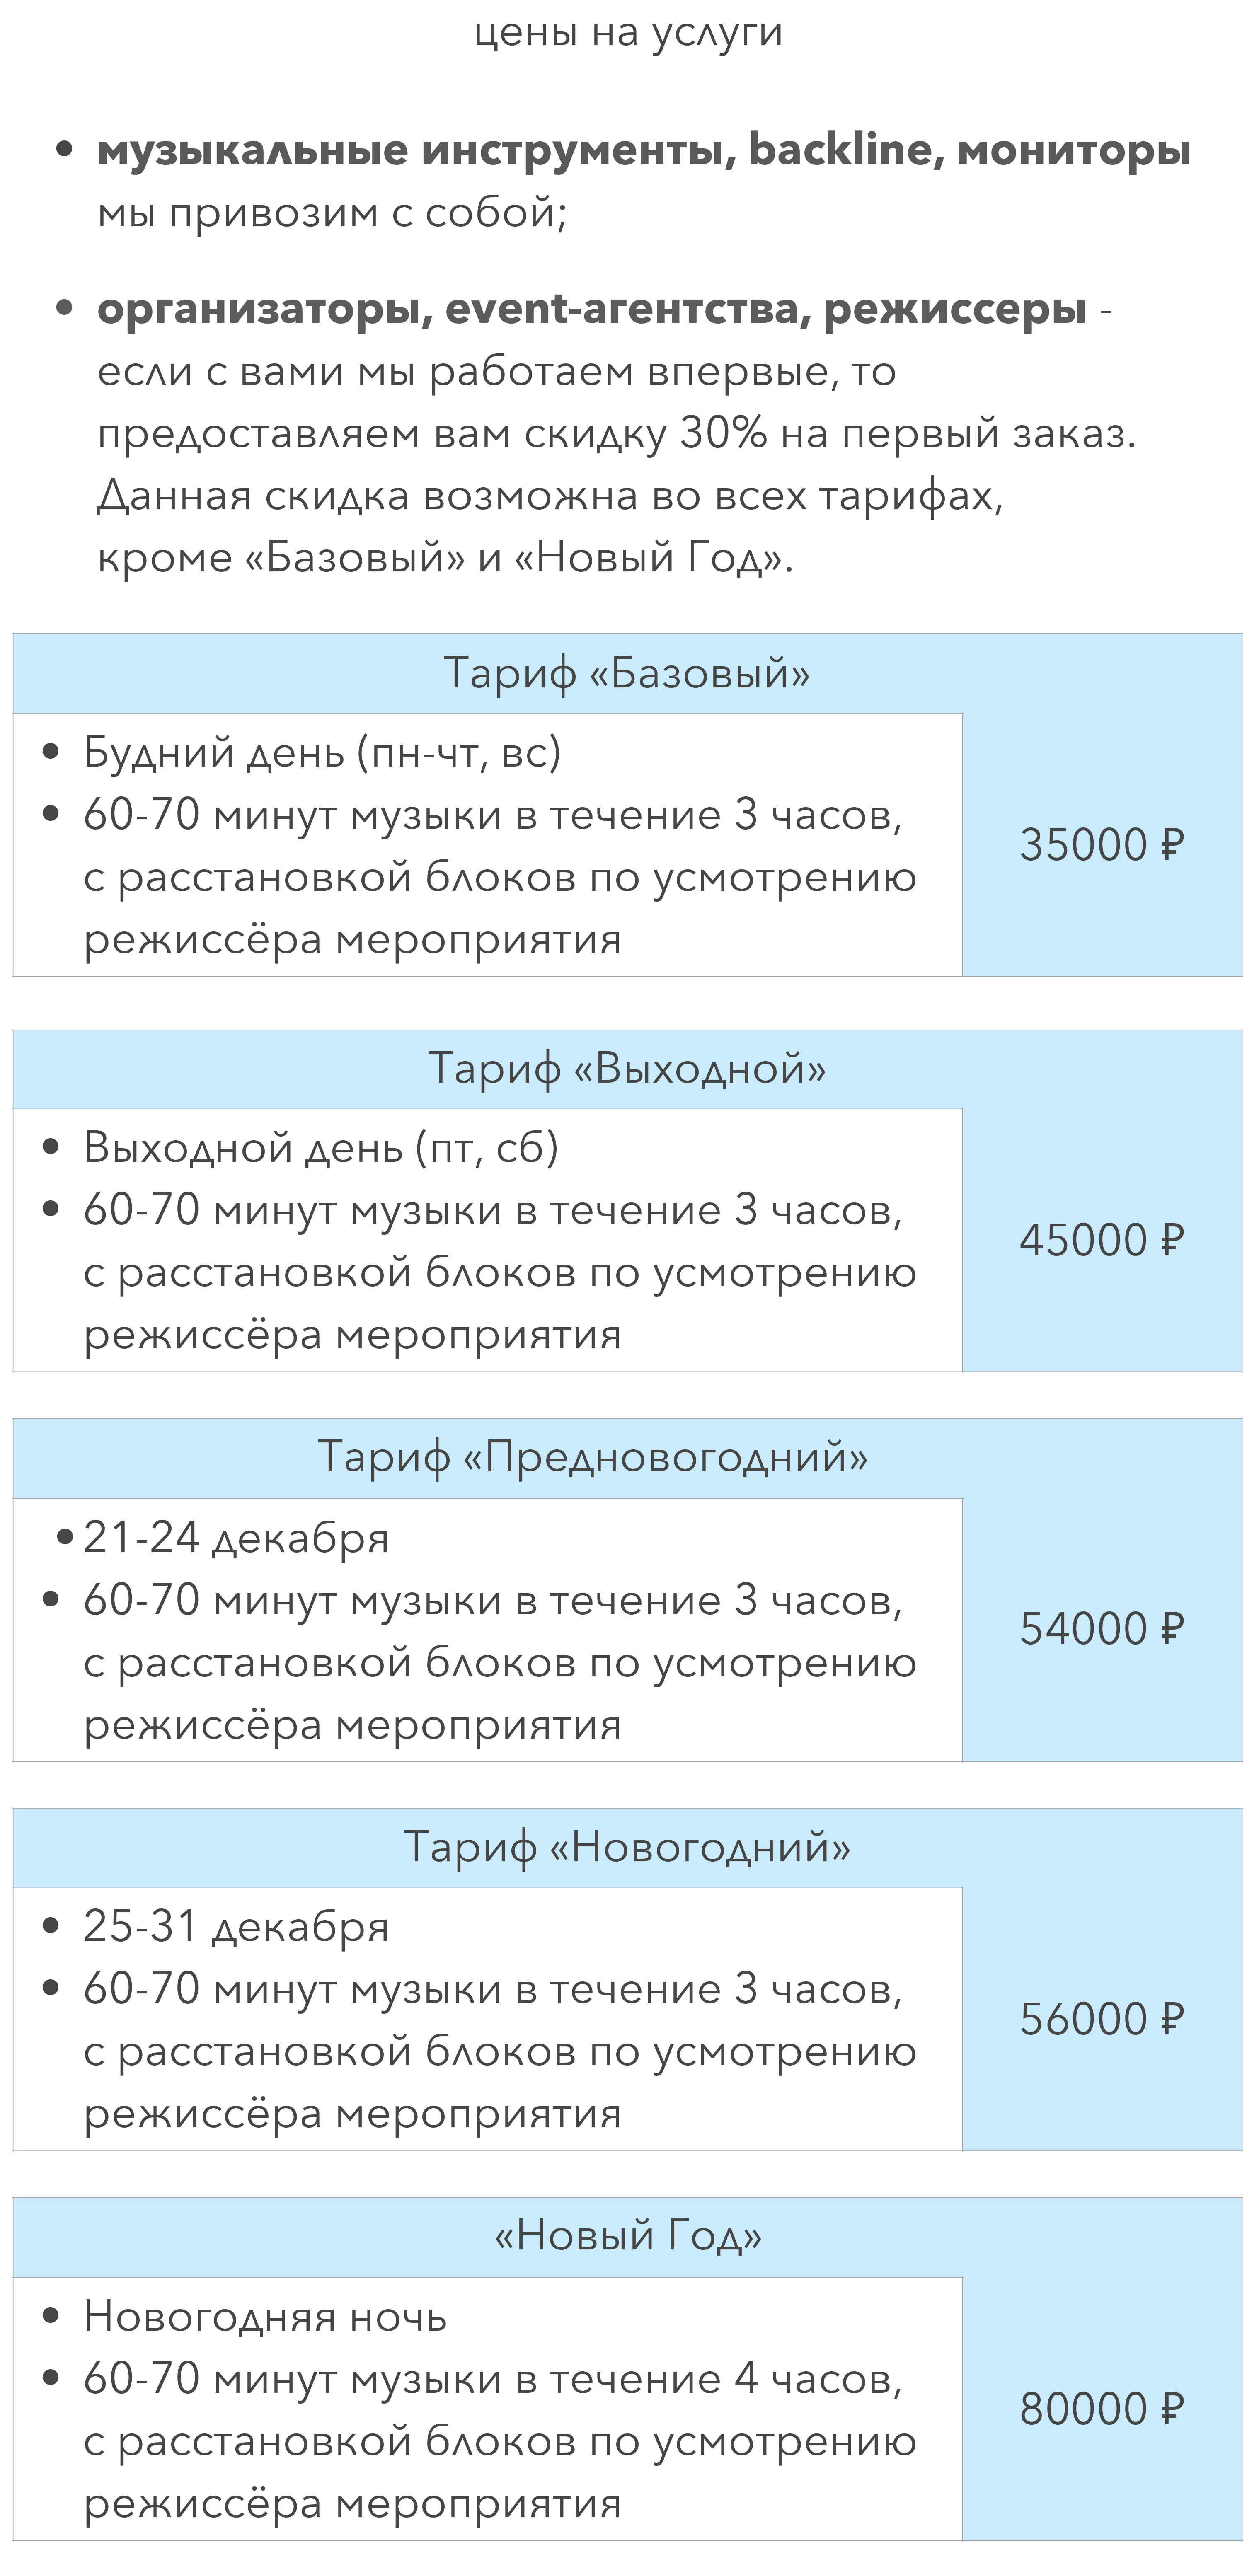 цены на услуги
• музыкальные инструменты, backline, мониторы
мы привозим с собой;
• организаторы, event-агентства, режиссеры -
если с вами мы работаем впервые, то
предоставляем вам скидку 30% на первый заказ.
Данная скидка возможна во всех тарифах,
кроме «Базовый» и «Новый Год».
Тариф «Базовый»
• Будний день (пн-чт, вс)
• 60-70 минут музыки в течение 3 часов,
с расстановкой блоков по усмотрению
режиссёра мероприятия
35000 ₽
Тариф «Выходной»
• Выходной день (пт, сб)
• 60-70 минут музыки в течение 3 часов,
с расстановкой блоков по усмотрению
режиссёра мероприятия
45000 ₽
Тариф «Предновогодний»
• 21-24 декабря
• 60-70 минут музыки в течение 3 часов,
с расстановкой блоков по усмотрению
режиссёра мероприятия
54000 ₽
Тариф «Новогодний»
• 25-31 декабря
• 60-70 минут музыки в течение 3 часов,
с расстановкой блоков по усмотрению
режиссёра мероприятия
56000 ₽
«Новый Год»
• Новогодняя ночь
• 60-70 минут музыки в течение 4 часов,
с расстановкой блоков по усмотрению
режиссёра мероприятия
80000 ₽